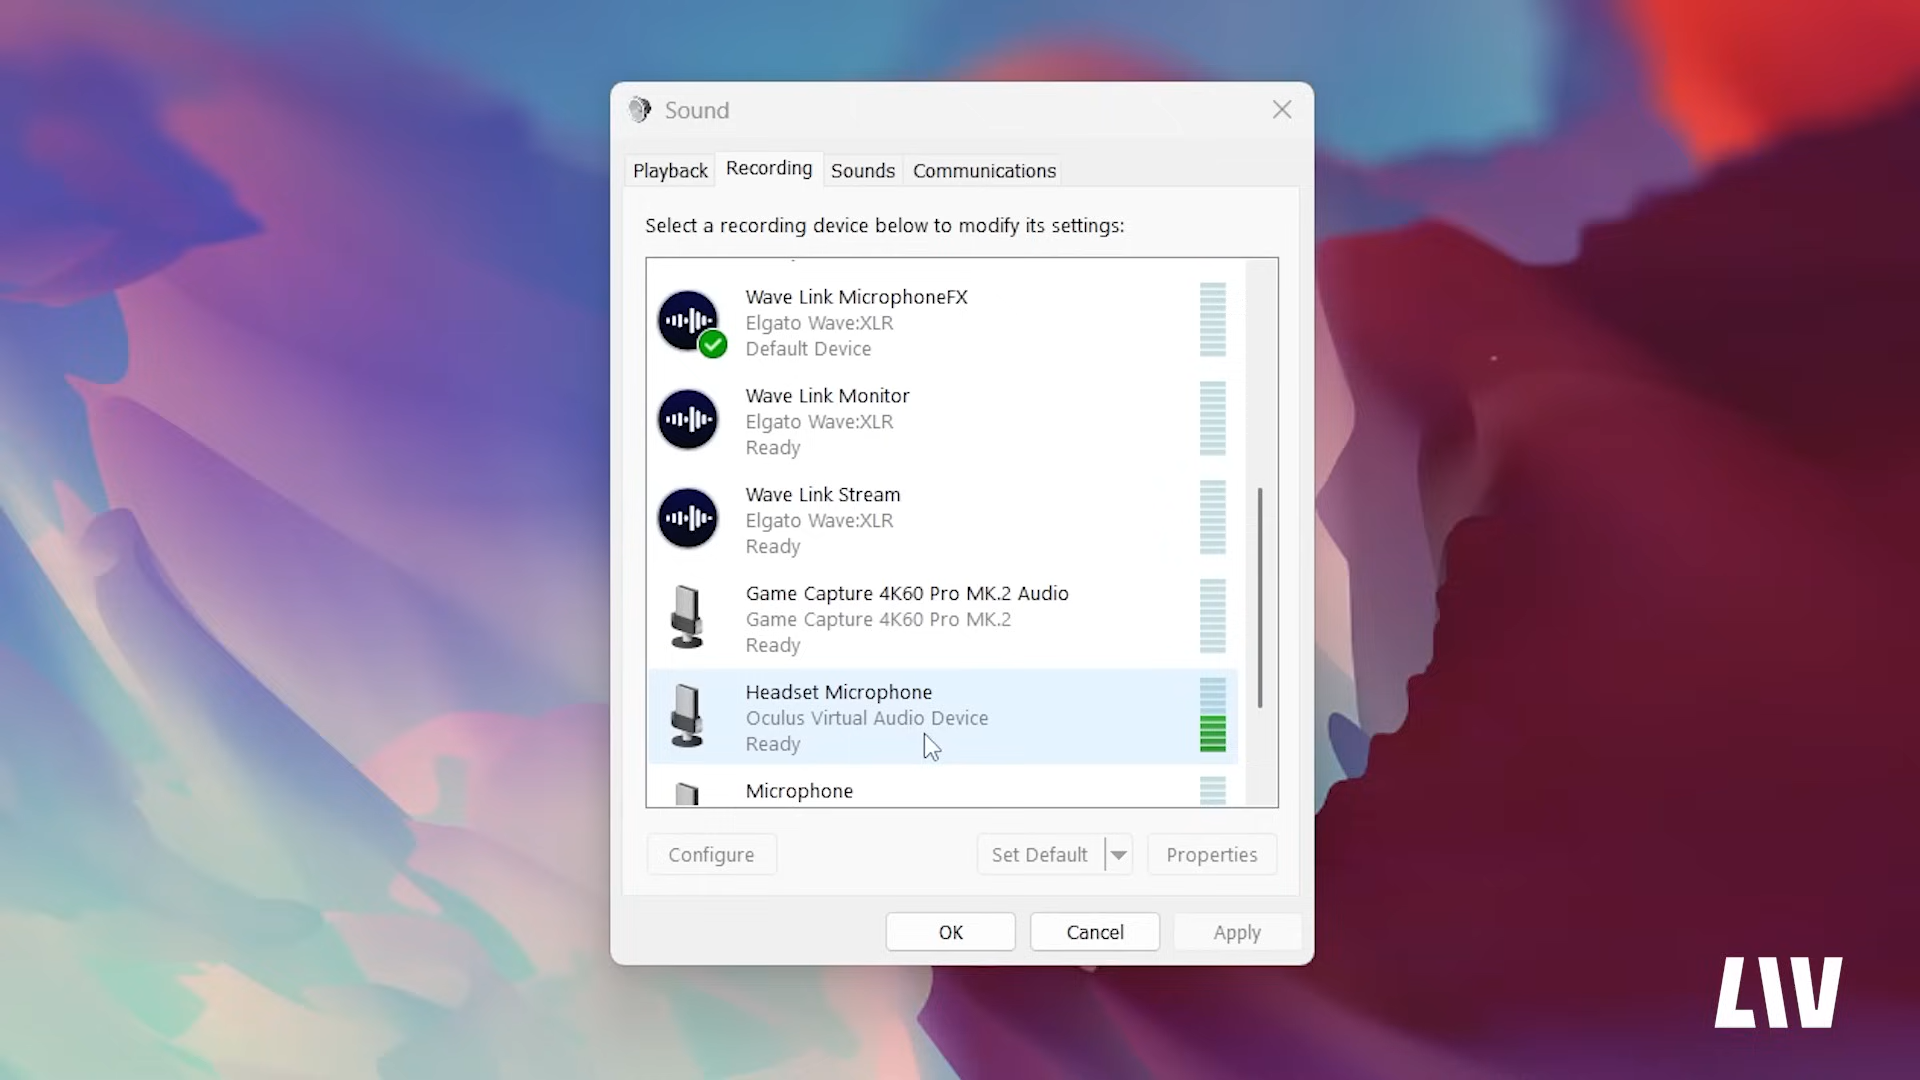 Sound
Playback
Recording
Sounds
Communications
Select a recording device below to modify its settings:
Wave Link MicrophoneFX
Elgato Wave:XLR
Default Device
Wave Link Monitor
Elgato Wave:XLR
Ready
Wave Link Stream
Elgato Wave:XLR
Ready
Game Capture 4K60 Pro MK.2 Audio
Game Capture 4K60 Pro MK.2
Ready
Headset Microphone
Oculus Virtual Audio Device
Ready
Microphone
Configure
Set Default
Properties
OK
Cancel
Apply
LIV